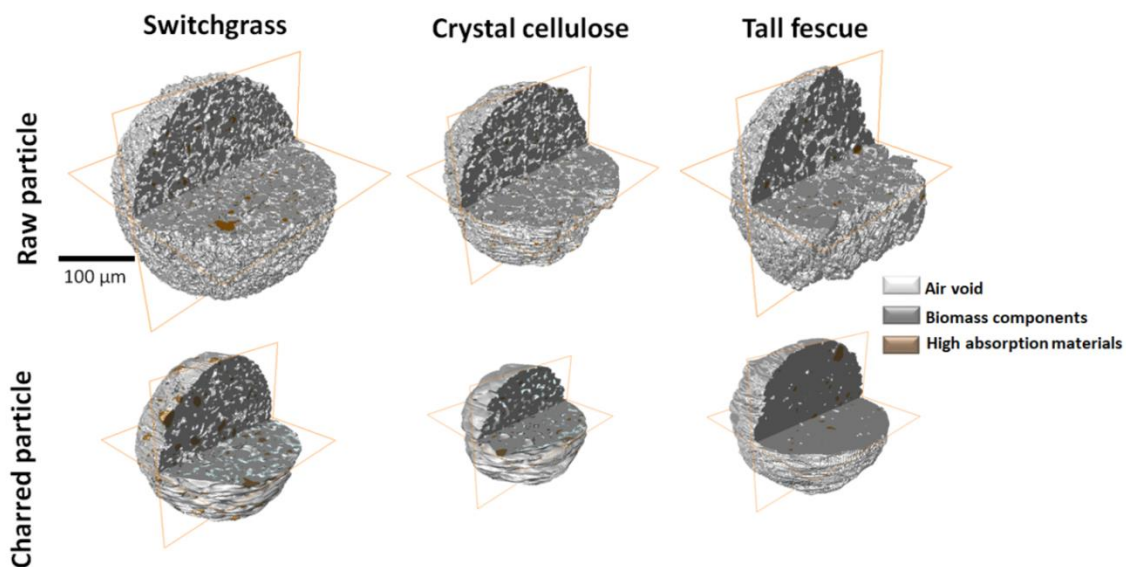 Switchgrass
Crystal cellulose
Tall fescue
Raw particle
100 µm
Air void
Biomass components
High absorption materials
Charred particle